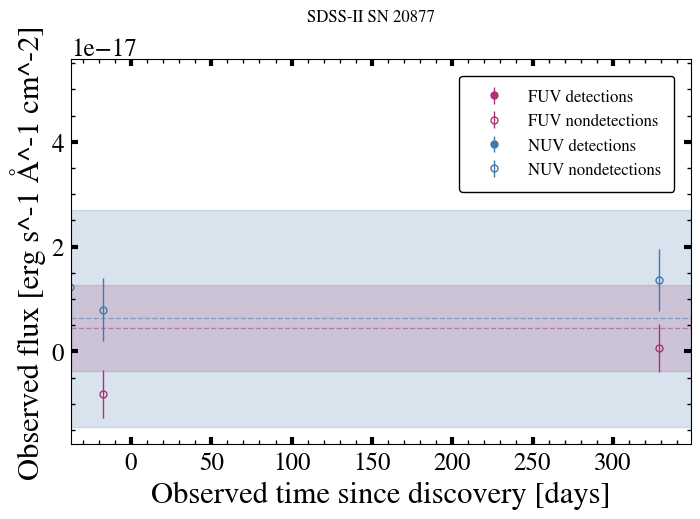 SDSS-II SN 20877
1e−17
FUV detections
FUV nondetections
NUV detections
NUV nondetections
4
2
0
Observed flux [erg s^-1 Å^-1 cm^-2]
0 50 100 150 200 250 300
Observed time since discovery [days]